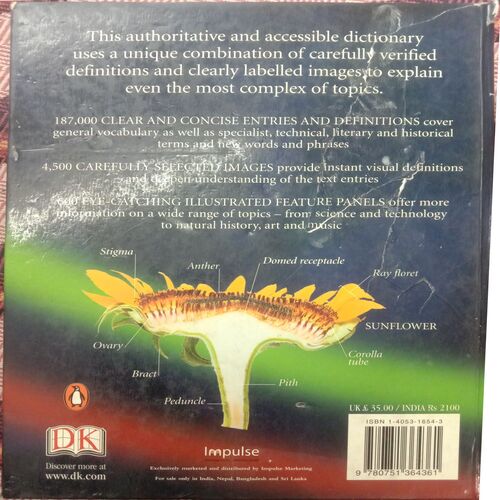 This authoritative and accessible dictionary
uses a unique combination of carefully verified
definitions and clearly labelled images to explain
even the most complex of topics.
187,000 CLEAR AND CONCISE ENTRIES AND DEFINITIONS cover
general vocabulary as well as specialist, technical, literary and historical
terms and new words and phrases
4,500 CAREFULLY SELECTED IMAGES provide instant visual definitions
and deepen understanding of the text entries
EYE-CATCHING ILLUSTRATED FEATURE PANELS offer more
information on a wide range of topics – from science and technology
to natural history, art and music
Stigma
Anther
Domed receptacle
Ray floret
SUNFLOWER
Ovary
Corolla
tube
Bract
Pith
Peduncle
UK £ 35.00 / INDIA Rs 2100
DK
Discover more at
www.dk.com
Impulse
Exclusively marketed and distributed by Impulse Marketing
For sale only in India, Nepal, Bangladesh and Sri Lanka
ISBN 1-4053-1654-3
9 780751 364361